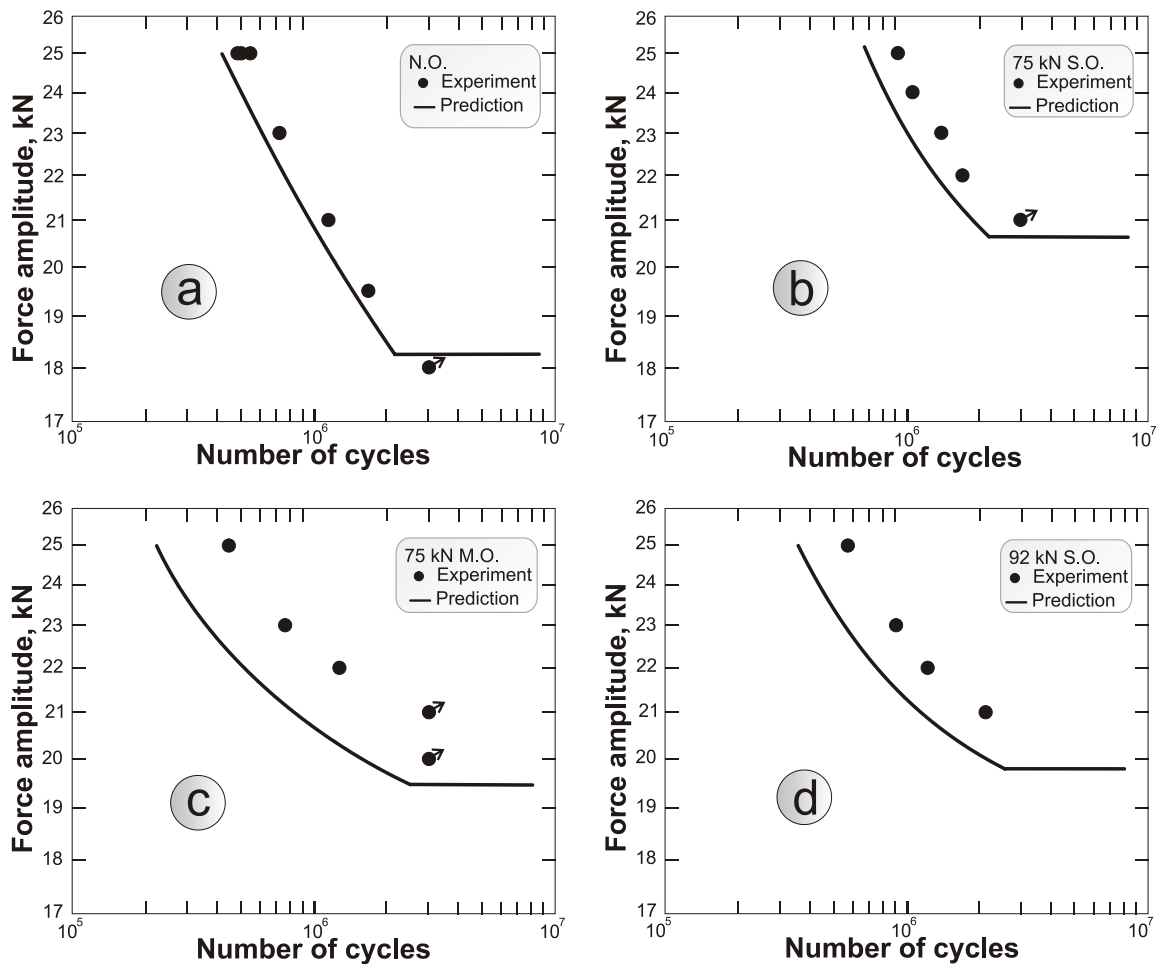 26
25
24
23
22
21
20
19
18
17
Force amplitude, kN
N.O.
Experiment
Prediction
a
10^5
10^6
10^7
Number of cycles
26
25
24
23
22
21
20
19
18
17
Force amplitude, kN
75 kN S.O.
Experiment
Prediction
b
10^5
10^6
10^7
Number of cycles
26
25
24
23
22
21
20
19
18
17
Force amplitude, kN
75 kN M.O.
Experiment
Prediction
c
10^5
10^6
10^7
Number of cycles
26
25
24
23
22
21
20
19
18
17
Force amplitude, kN
92 kN S.O.
Experiment
Prediction
d
10^5
10^6
10^7
Number of cycles